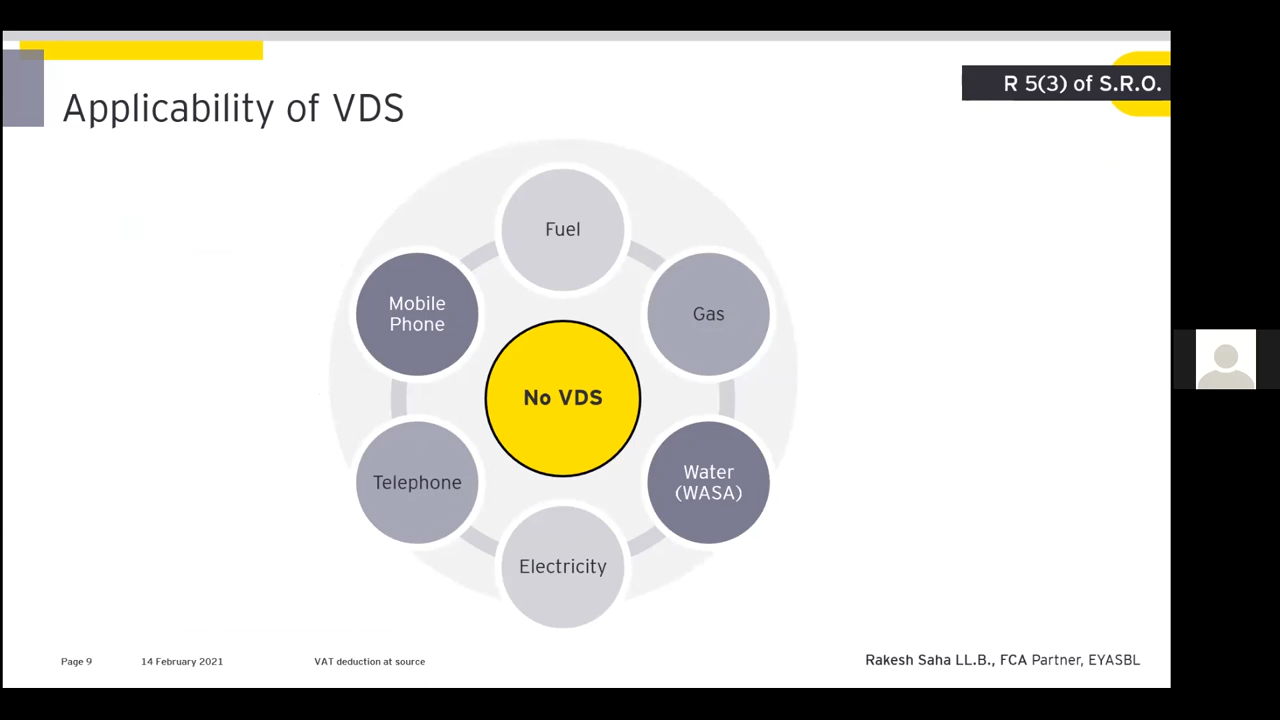 R 5(3) of S.R.O.
Applicability of VDS
Fuel
Gas
Water
(WASA)
Electricity
Telephone
Mobile
Phone
No VDS
Page 9
14 February 2021
VAT deduction at source
Rakesh Saha LL.B., FCA Partner, EYASBL